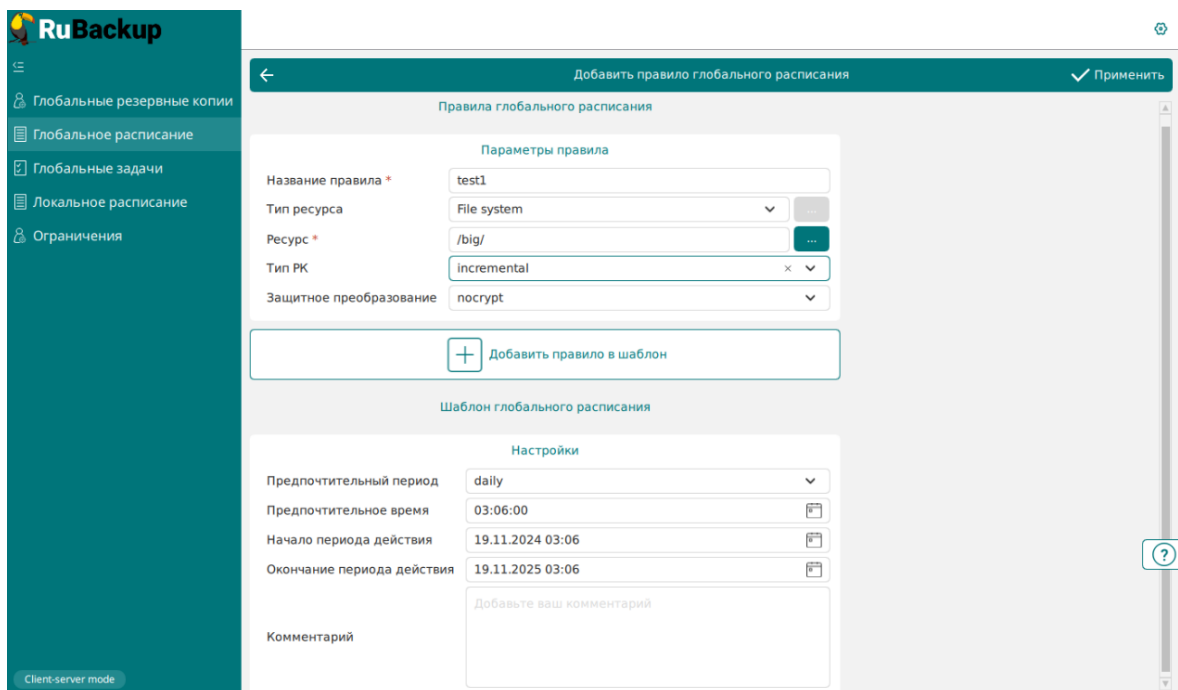 RuBackup
Глобальные резервные копии
Глобальное расписание
Глобальные задачи
Локальное расписание
Ограничения
Client-server mode
Добавить правило глобального расписания
Применить
Правила глобального расписания
Параметры правила
Название правила * test1
Тип ресурса File system ...
Ресурс * /big/ ...
Тип РК incremental
Защитное преобразование nocrypt
Добавить правило в шаблон
Шаблон глобального расписания
Настройки
Предпочтительный период daily
Предпочтительное время 03:06:00
Начало периода действия 19.11.2024 03:06
Окончание периода действия 19.11.2025 03:06
Комментарий Добавьте ваш комментарий
?